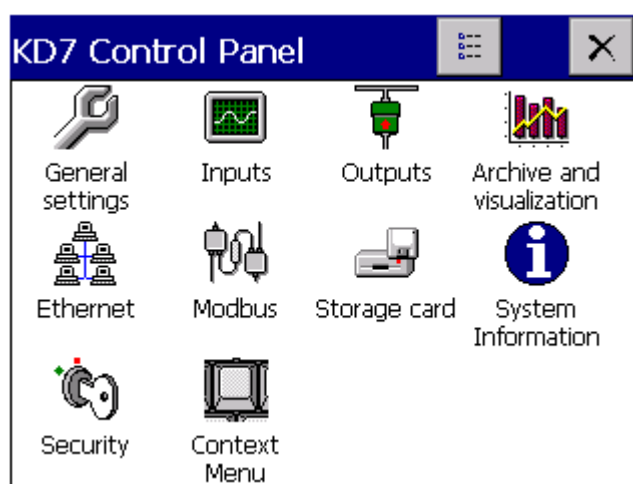 KD7 Control Panel
General
settings
Inputs
Outputs
Archive and
visualization
Ethernet
Modbus
Storage card
System
Information
Security
Context
Menu